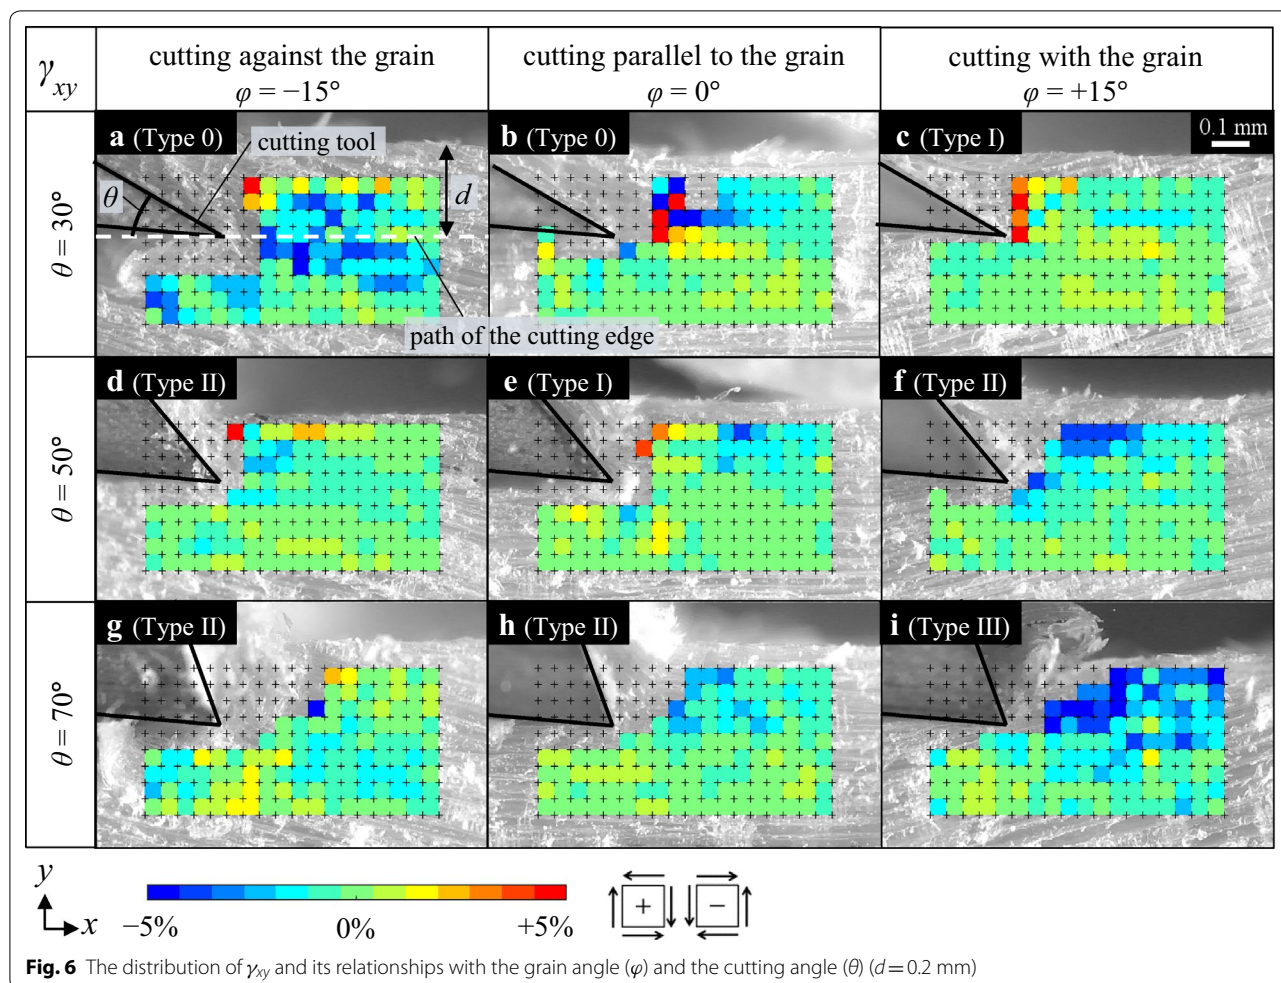 γxy
cutting against the grain
φ = −15°
cutting parallel to the grain
φ = 0°
cutting with the grain
φ = +15°
θ = 30°
a (Type 0)
cutting tool
θ
d
path of the cutting edge
b (Type 0)
c (Type I)
0.1 mm
θ = 50°
d (Type II)
e (Type I)
f (Type II)
θ = 70°
g (Type II)
h (Type II)
i (Type III)
y
x
−5%
0%
+5%
+
−
Fig. 6 The distribution of γxy and its relationships with the grain angle (φ) and the cutting angle (θ) (d = 0.2 mm)